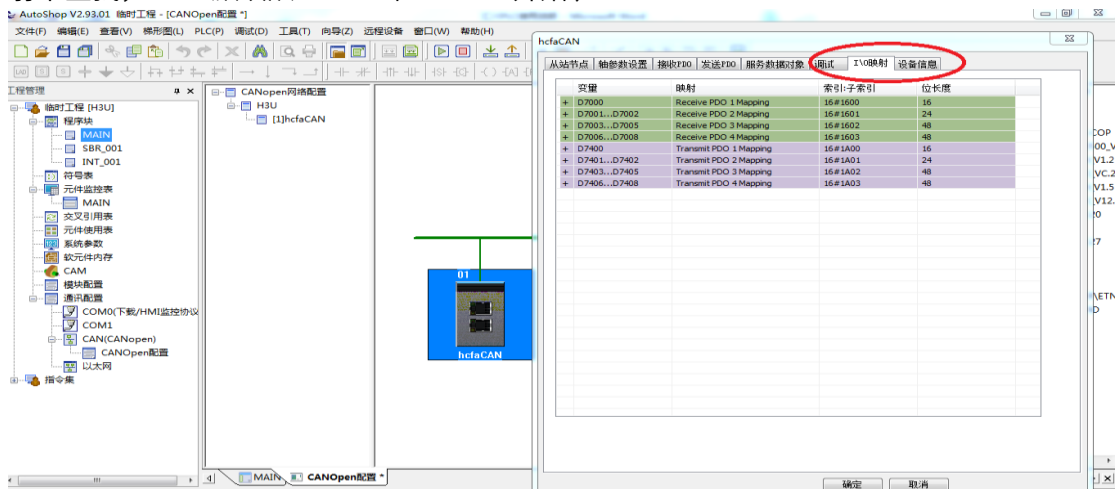 AutoShop V2.93.01 临时工程 - [CANOpen配置 *]
文件(F) 编辑(E) 查看(V) 梯形图(L) PLC(P) 调试(D) 工具(T) 向导(Z) 远程设备 窗口(W) 帮助(H)
工程管理
临时工程 [H3U]
程序块
MAIN
SBR_001
INT_001
符号表
元件监控表
MAIN
交叉引用表
元件使用表
系统参数
软元件内存
CAM
模块配置
通讯配置
COM0(下载/HMI监控协议
COM1
CAN(CANopen)
CANOpen配置
以太网
指令集
CANOpen网络配置
H3U
[1]hcfaCAN
01
hcfaCAN
MAIN CANOpen配置 *
hcfaCAN
从站节点 轴参数设置 接收PDO 发送PDO 服务数据对象 调试 I\O映射 设备信息
变量 映射 索引:子索引 位长度
+ D7000 Receive PDO 1 Mapping 16#1600 16
+ D7001...D7002 Receive PDO 2 Mapping 16#1601 24
+ D7003...D7005 Receive PDO 3 Mapping 16#1602 48
+ D7006...D7008 Receive PDO 4 Mapping 16#1603 48
+ D7400 Transmit PDO 1 Mapping 16#1A00 16
+ D7401...D7402 Transmit PDO 2 Mapping 16#1A01 24
+ D7403...D7405 Transmit PDO 3 Mapping 16#1A02 48
+ D7406...D7408 Transmit PDO 4 Mapping 16#1A03 48
确定 取消
COP
00_V
V1.2
_VC.2
V1.5
_V12.
27
\ETN